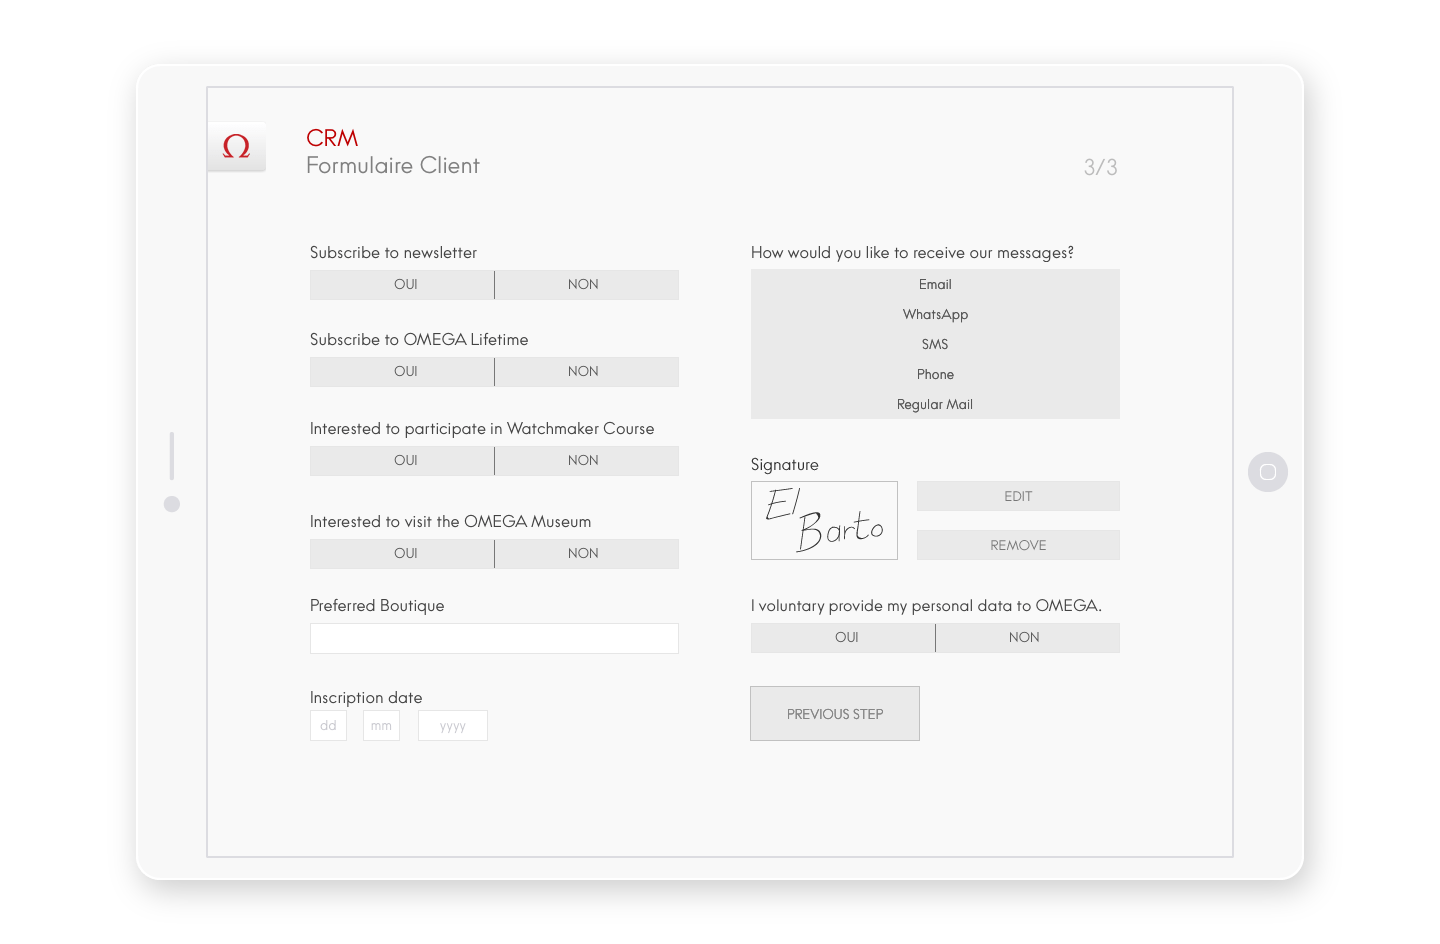 Ω
CRM
Formulaire Client
3/3
Subscribe to newsletter
OUI NON
Subscribe to OMEGA Lifetime
OUI NON
Interested to participate in Watchmaker Course
OUI NON
Interested to visit the OMEGA Museum
OUI NON
Preferred Boutique
Inscription date
dd mm yyyy
How would you like to receive our messages?
Email
WhatsApp
SMS
Phone
Regular Mail
Signature
El
Barto
EDIT
REMOVE
I voluntary provide my personal data to OMEGA.
OUI NON
PREVIOUS STEP